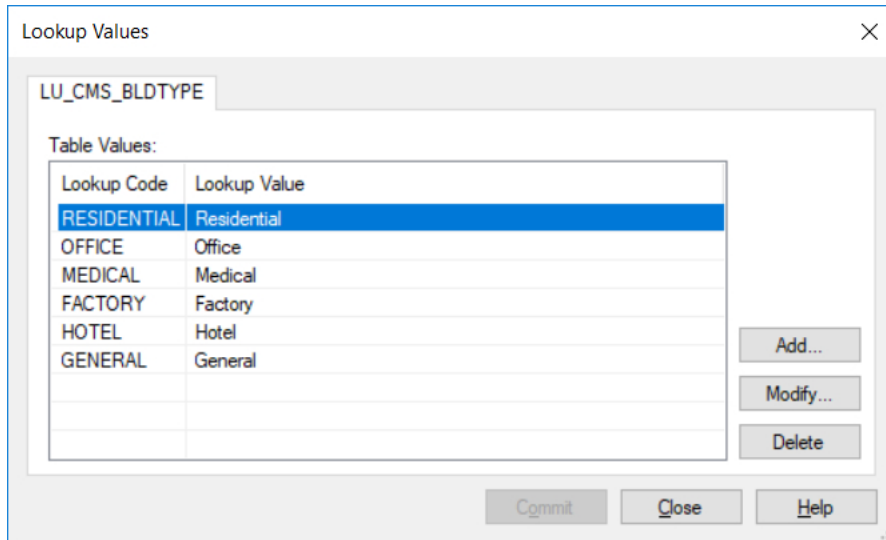 Lookup Values
LU_CMS_BLDTYPE
Table Values:
Lookup Code Lookup Value
RESIDENTIAL Residential
OFFICE Office
MEDICAL Medical
FACTORY Factory
HOTEL Hotel
GENERAL General
Add...
Modify...
Delete
Commit Close Help